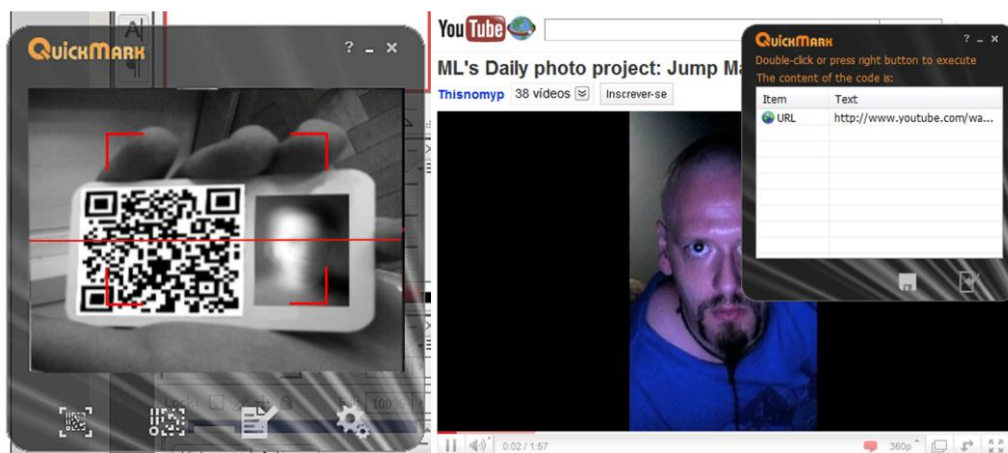 QuickMark
? - ×
YouTube
ML's Daily photo project: Jump Ma
Thisnomyp 38 vídeos Inscrever-se
QuickMark
? - ×
Double-click or press right button to execute
The content of the code is:
Item Text
URL http://www.youtube.com/wa...
0:02 / 1:57
360p
100%